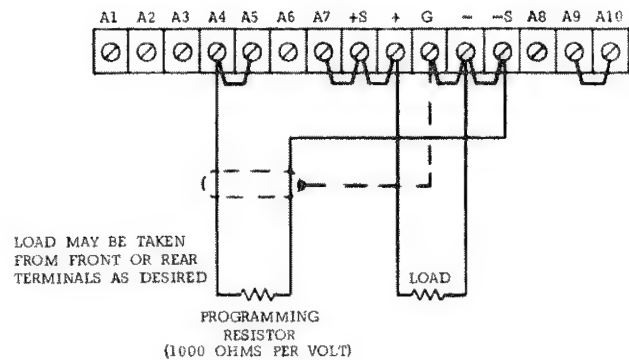 A1 A2 A3 A4 A5 A6 A7 +S + G - -S A8 A9 A10
LOAD MAY BE TAKEN
FROM FRONT OR REAR
TERMINALS AS DESIRED
LOAD
PROGRAMMING
RESISTOR
(1000 OHMS PER VOLT)